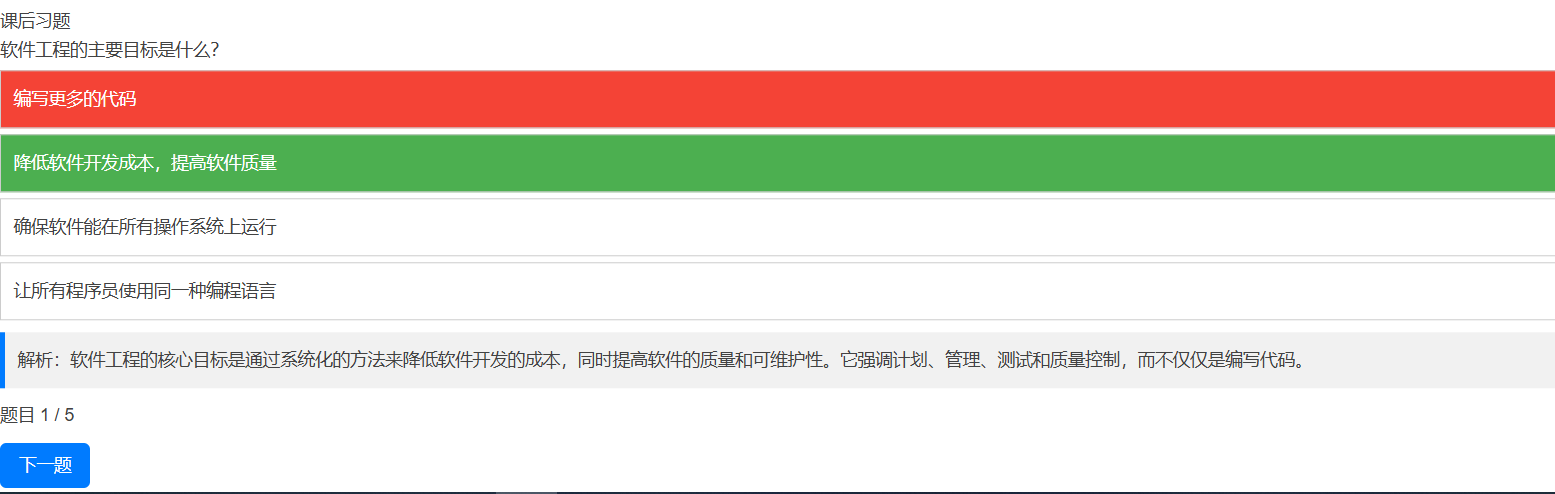 课后习题
软件工程的主要目标是什么？
编写更多的代码
降低软件开发成本，提高软件质量
确保软件能在所有操作系统上运行
让所有程序员使用同一种编程语言
解析：软件工程的核心目标是通过系统化的方法来降低软件开发的成本，同时提高软件的质量和可维护性。它强调计划、管理、测试和质量控制，而不仅仅是编写代码。
题目 1 / 5
下一题